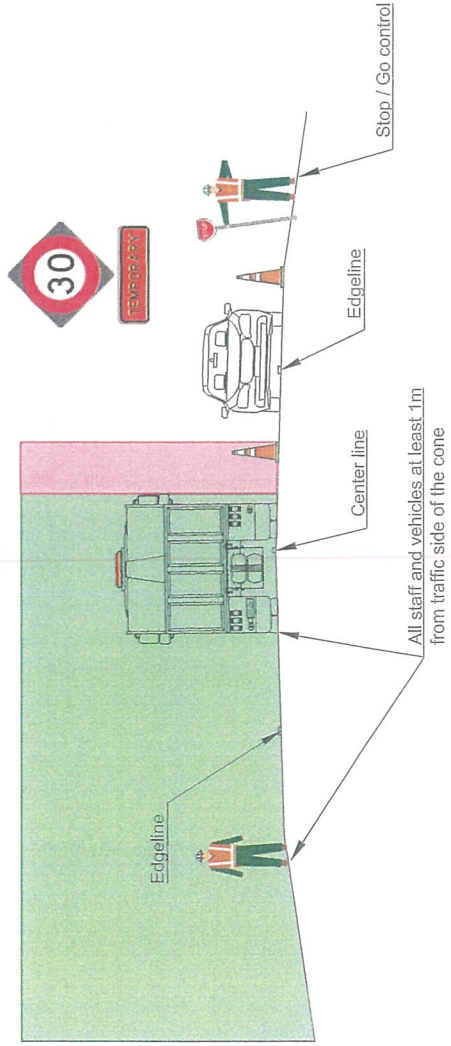 30
TEMPORARY
STOP
Stop / Go control
Edgeline
Center line
All staff and vehicles at least 1m
from traffic side of the cone
Edgeline